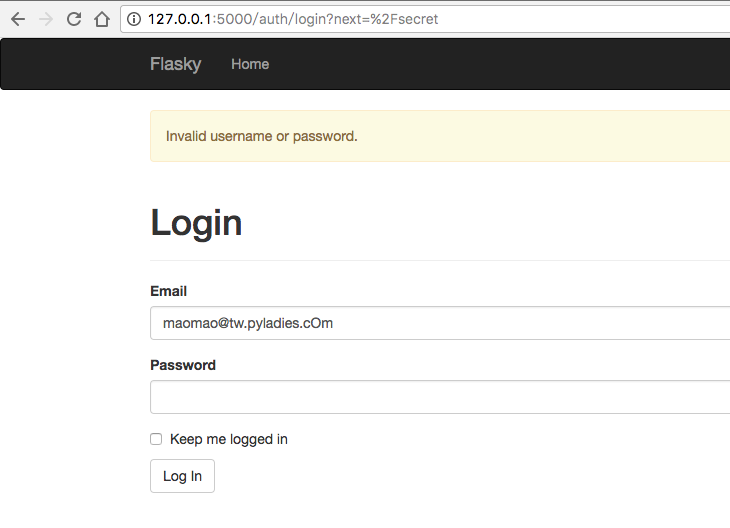 127.0.0.1:5000/auth/login?next=%2Fsecret
Flasky Home
Invalid username or password.
Login
Email
maomao@tw.pyladies.cOm
Password
Keep me logged in
Log In